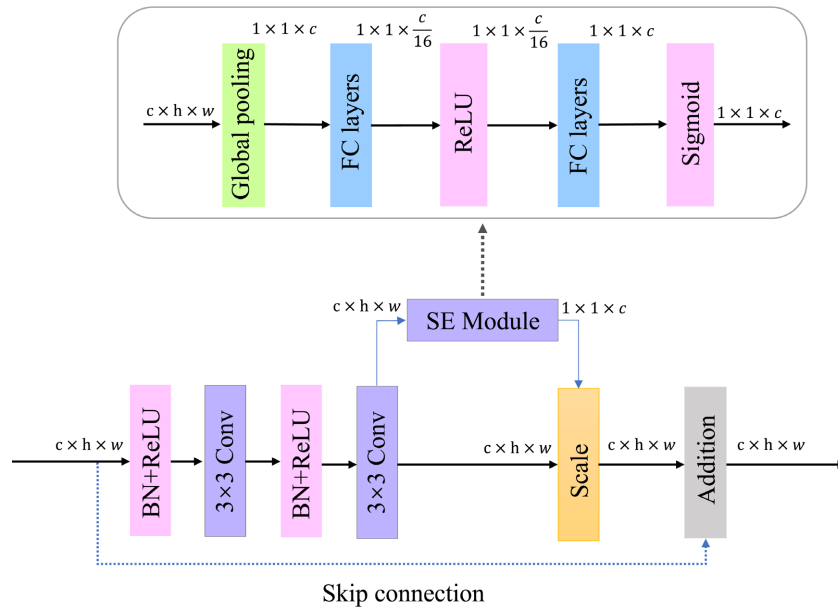 1 × 1 × c
1 × 1 × c/16
1 × 1 × c/16
1 × 1 × c
c × h × w
Global pooling
FC layers
ReLU
FC layers
Sigmoid
1 × 1 × c
c × h × w
SE Module
1 × 1 × c
c × h × w
BN+ReLU
3×3 Conv
BN+ReLU
3×3 Conv
c × h × w
Scale
c × h × w
Addition
c × h × w
Skip connection